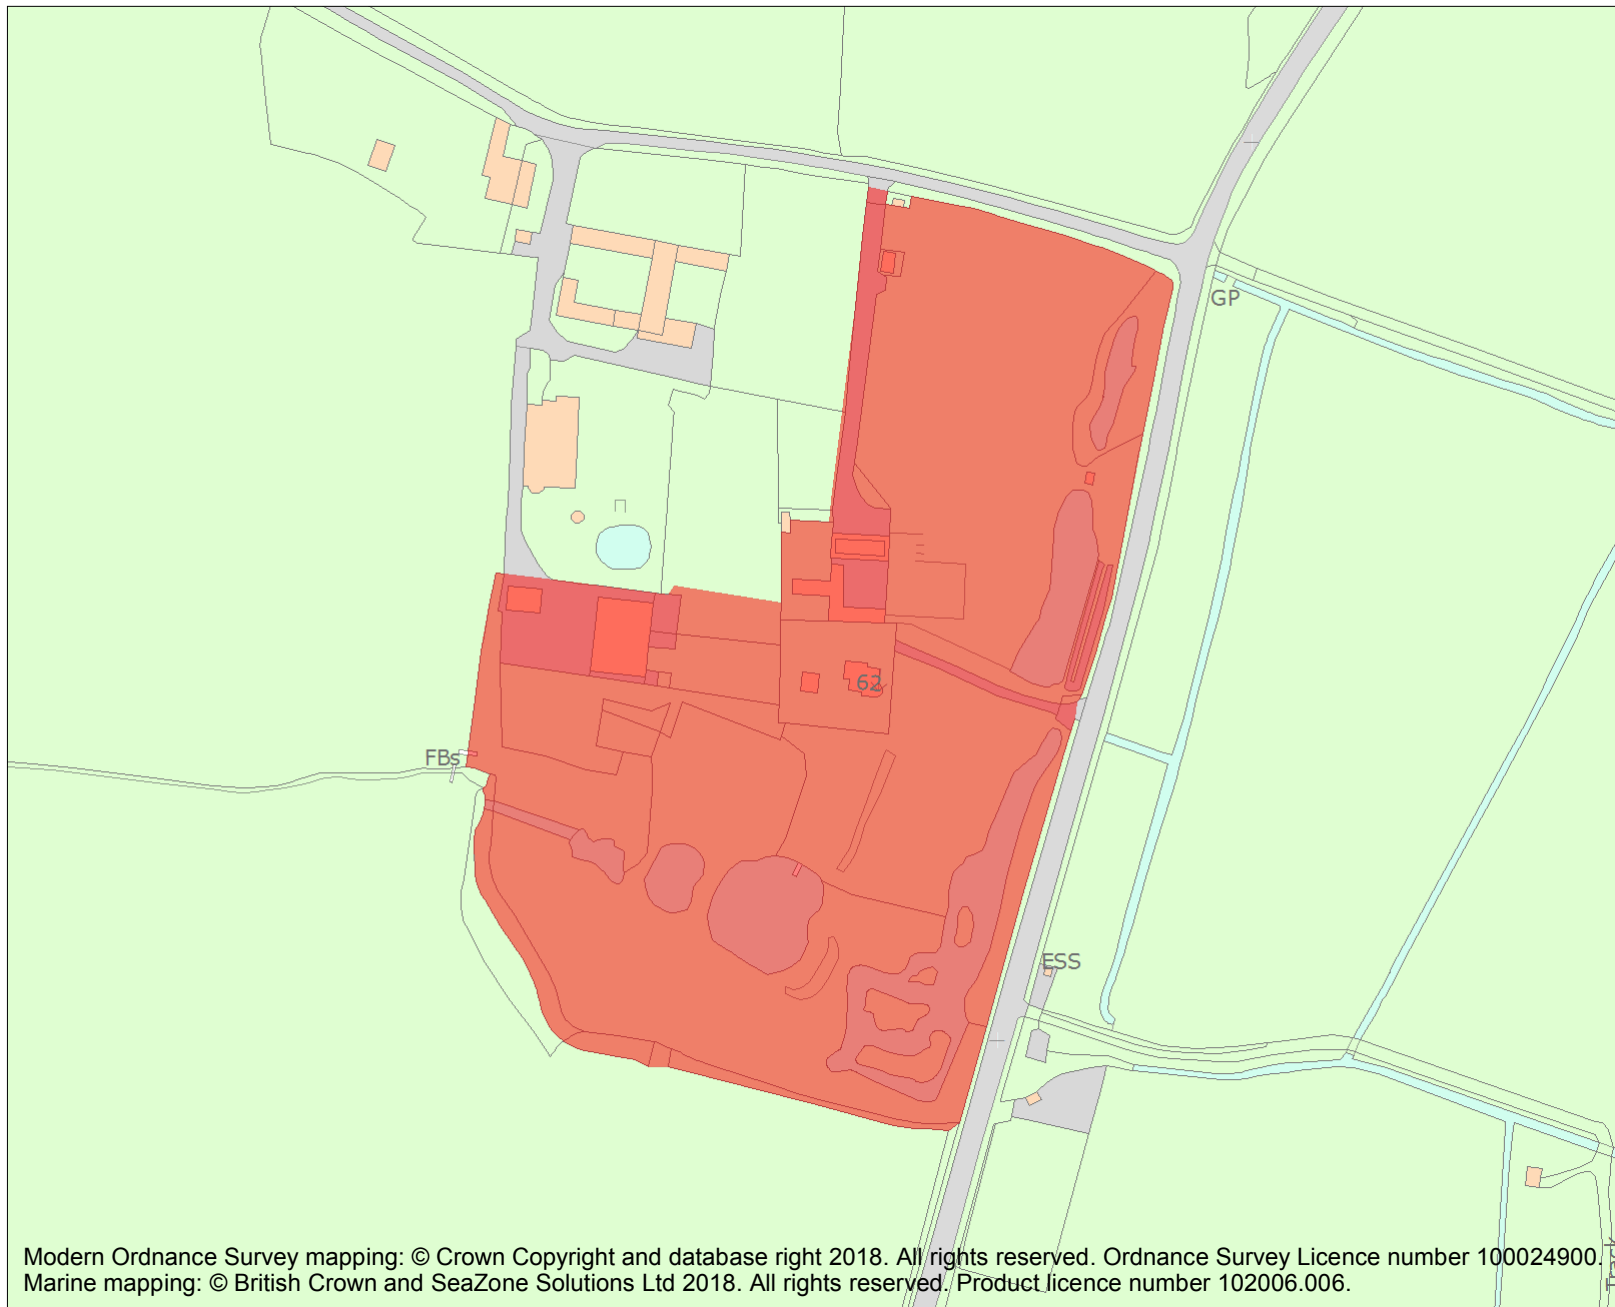 GP
62
FBs
ESS
Track
Modern Ordnance Survey mapping: © Crown Copyright and database right 2018. All rights reserved. Ordnance Survey Licence number 100024900.
Marine mapping: © British Crown and SeaZone Solutions Ltd 2018. All rights reserved. Product licence number 102006.006.